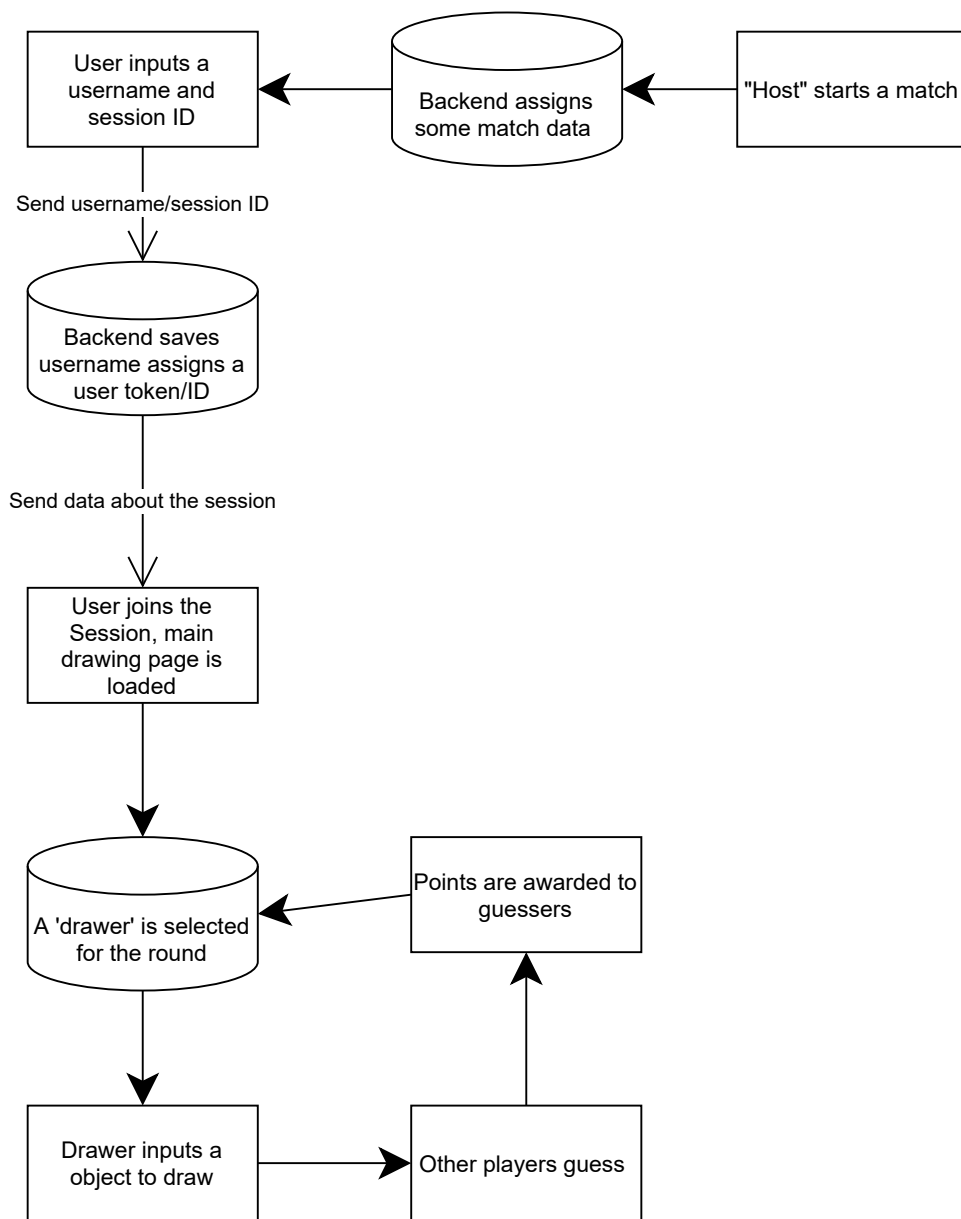 User inputs a
username and
session ID
Backend assigns
some match data
"Host" starts a match
Send username/session ID
Backend saves
username assigns a
user token/ID
Send data about the session
User joins the
Session, main
drawing page is
loaded
A 'drawer' is selected
for the round
Points are awarded to
guessers
Drawer inputs a
object to draw
Other players guess